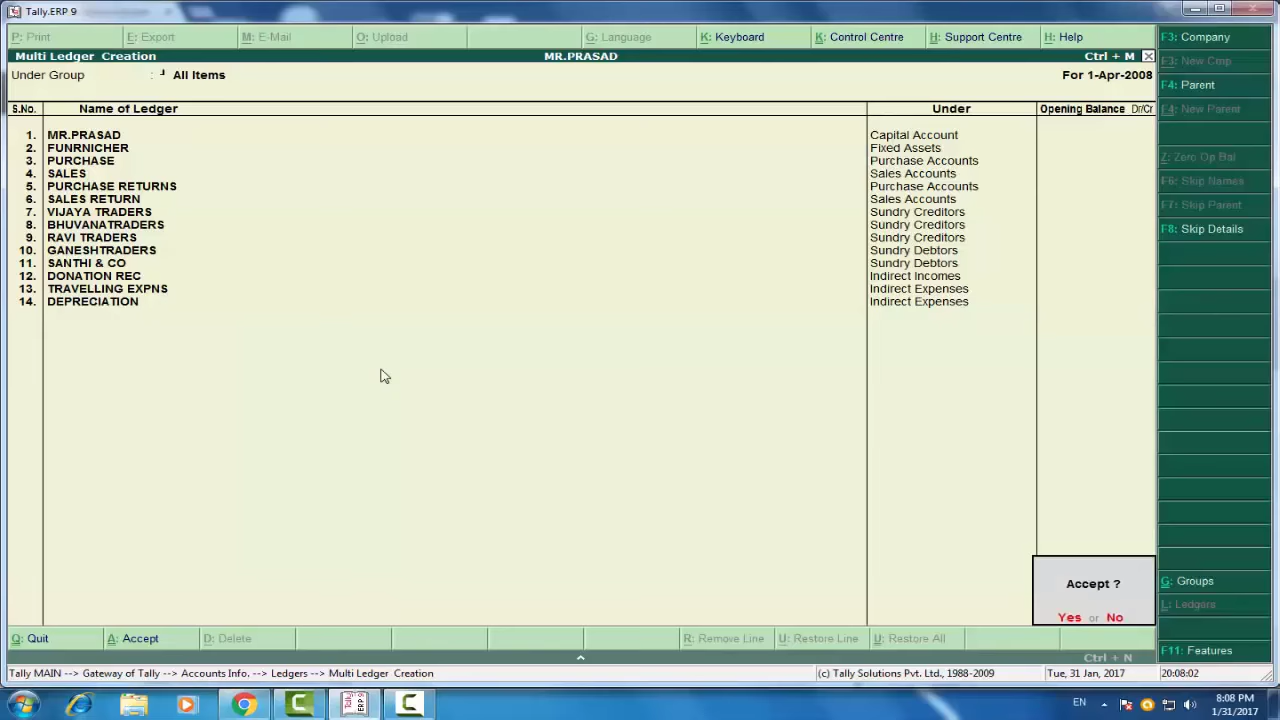 Tally.ERP 9
P: Print E: Export M: E-Mail O: Upload G: Language K: Keyboard K: Control Centre H: Support Centre H: Help
Multi Ledger Creation MR.PRASAD Ctrl + M
Under Group : All Items For 1-Apr-2008
S.No. Name of Ledger Under Opening Balance Dr/Cr
1. MR.PRASAD Capital Account
2. FUNRNICHER Fixed Assets
3. PURCHASE Purchase Accounts
4. SALES Sales Accounts
5. PURCHASE RETURNS Purchase Accounts
6. SALES RETURN Sales Accounts
7. VIJAYA TRADERS Sundry Creditors
8. BHUVANATRADERS Sundry Creditors
9. RAVI TRADERS Sundry Creditors
10. GANESHTRADERS Sundry Debtors
11. SANTHI & CO Sundry Debtors
12. DONATION REC Indirect Incomes
13. TRAVELLING EXPNS Indirect Expenses
14. DEPRECIATION Indirect Expenses
Accept ?
Yes or No
F3: Company
F3: New Cmp
F4: Parent
F4: New Parent
Z: Zero Op Bal
F6: Skip Names
F7: Skip Parent
F8: Skip Details
G: Groups
L: Ledgers
F11: Features
Q: Quit A: Accept D: Delete R: Remove Line U: Restore Line U: Restore All
Ctrl + N
Tally MAIN --> Gateway of Tally --> Accounts Info. --> Ledgers --> Multi Ledger Creation (c) Tally Solutions Pvt. Ltd., 1988-2009 Tue, 31 Jan, 2017 20:08:02
EN 8:08 PM
1/31/2017